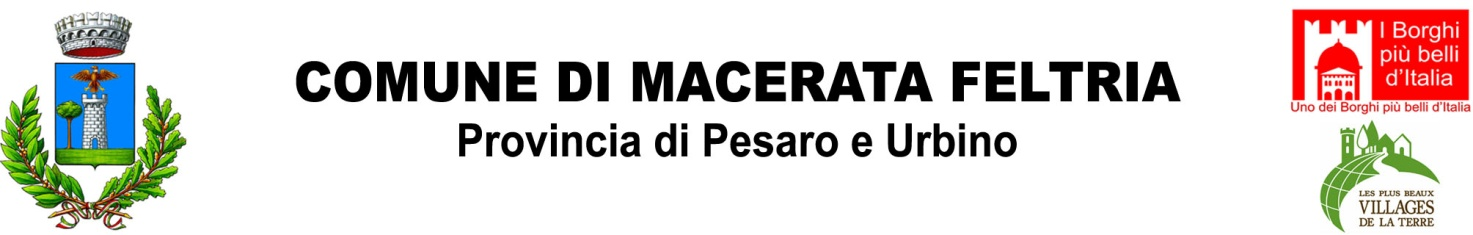 COMUNE DI MACERATA FELTRIA
Provincia di Pesaro e Urbino
I Borghi
più belli
d'Italia
Uno dei Borghi più belli d'Italia
LES PLUS BEAUX
VILLAGES
DE LA TERRE